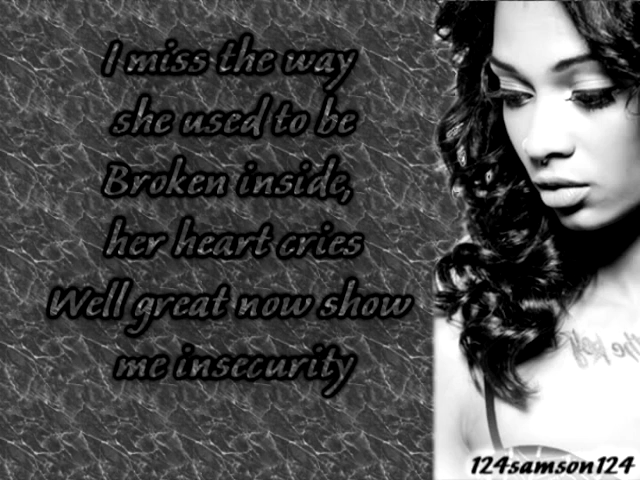 I miss the way
she used to be
Broken inside,
her heart cries
Well great now show
me insecurity
124samson124